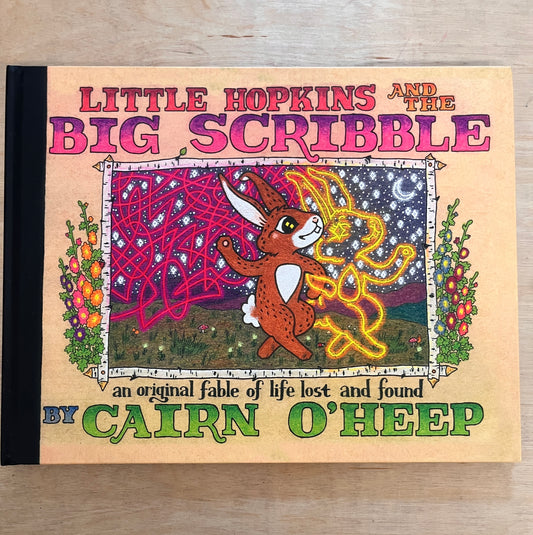 LITTLE HOPKINS AND THE
BIG SCRIBBLE
an original fable of life lost and found
BY CAIRN O'HEEP